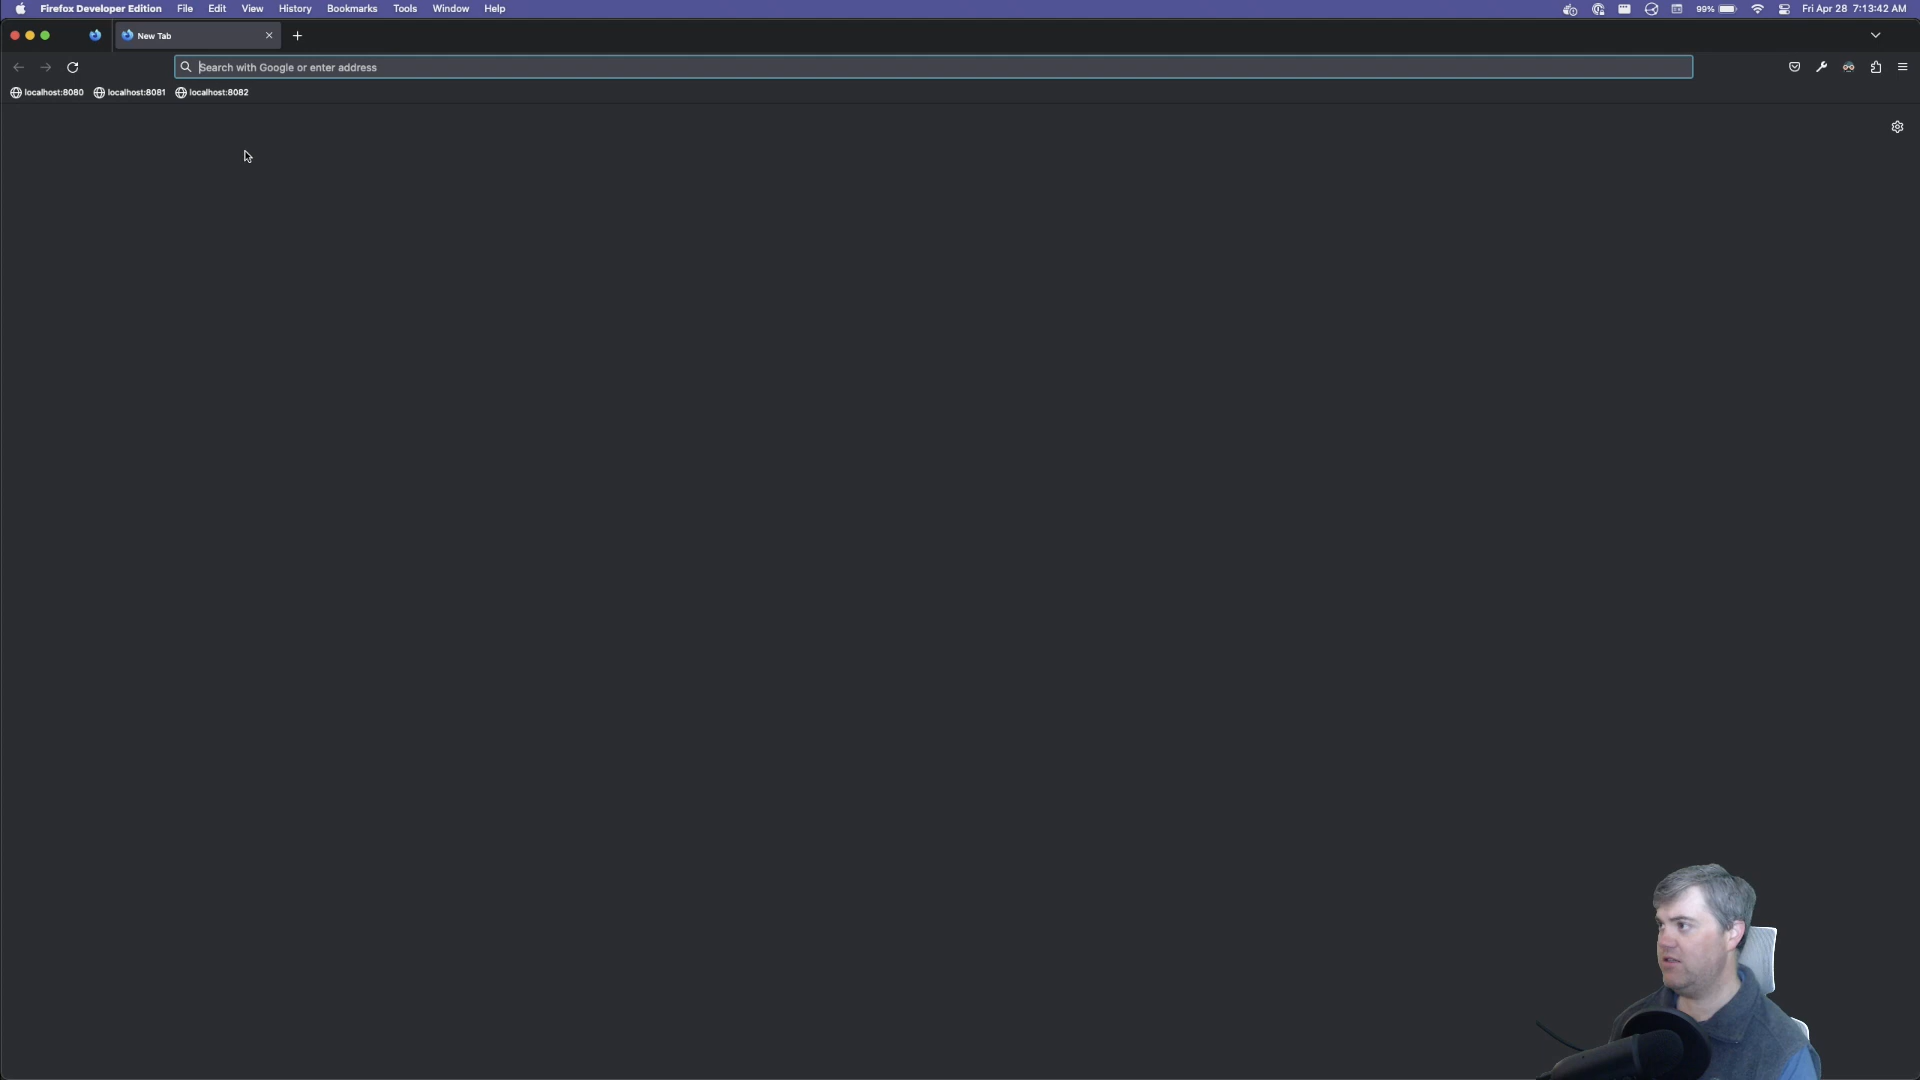 Firefox Developer Edition File Edit View History Bookmarks Tools Window Help 99% Fri Apr 28 7:13:42 AM
New Tab
Search with Google or enter address
localhost:8080 localhost:8081 localhost:8082